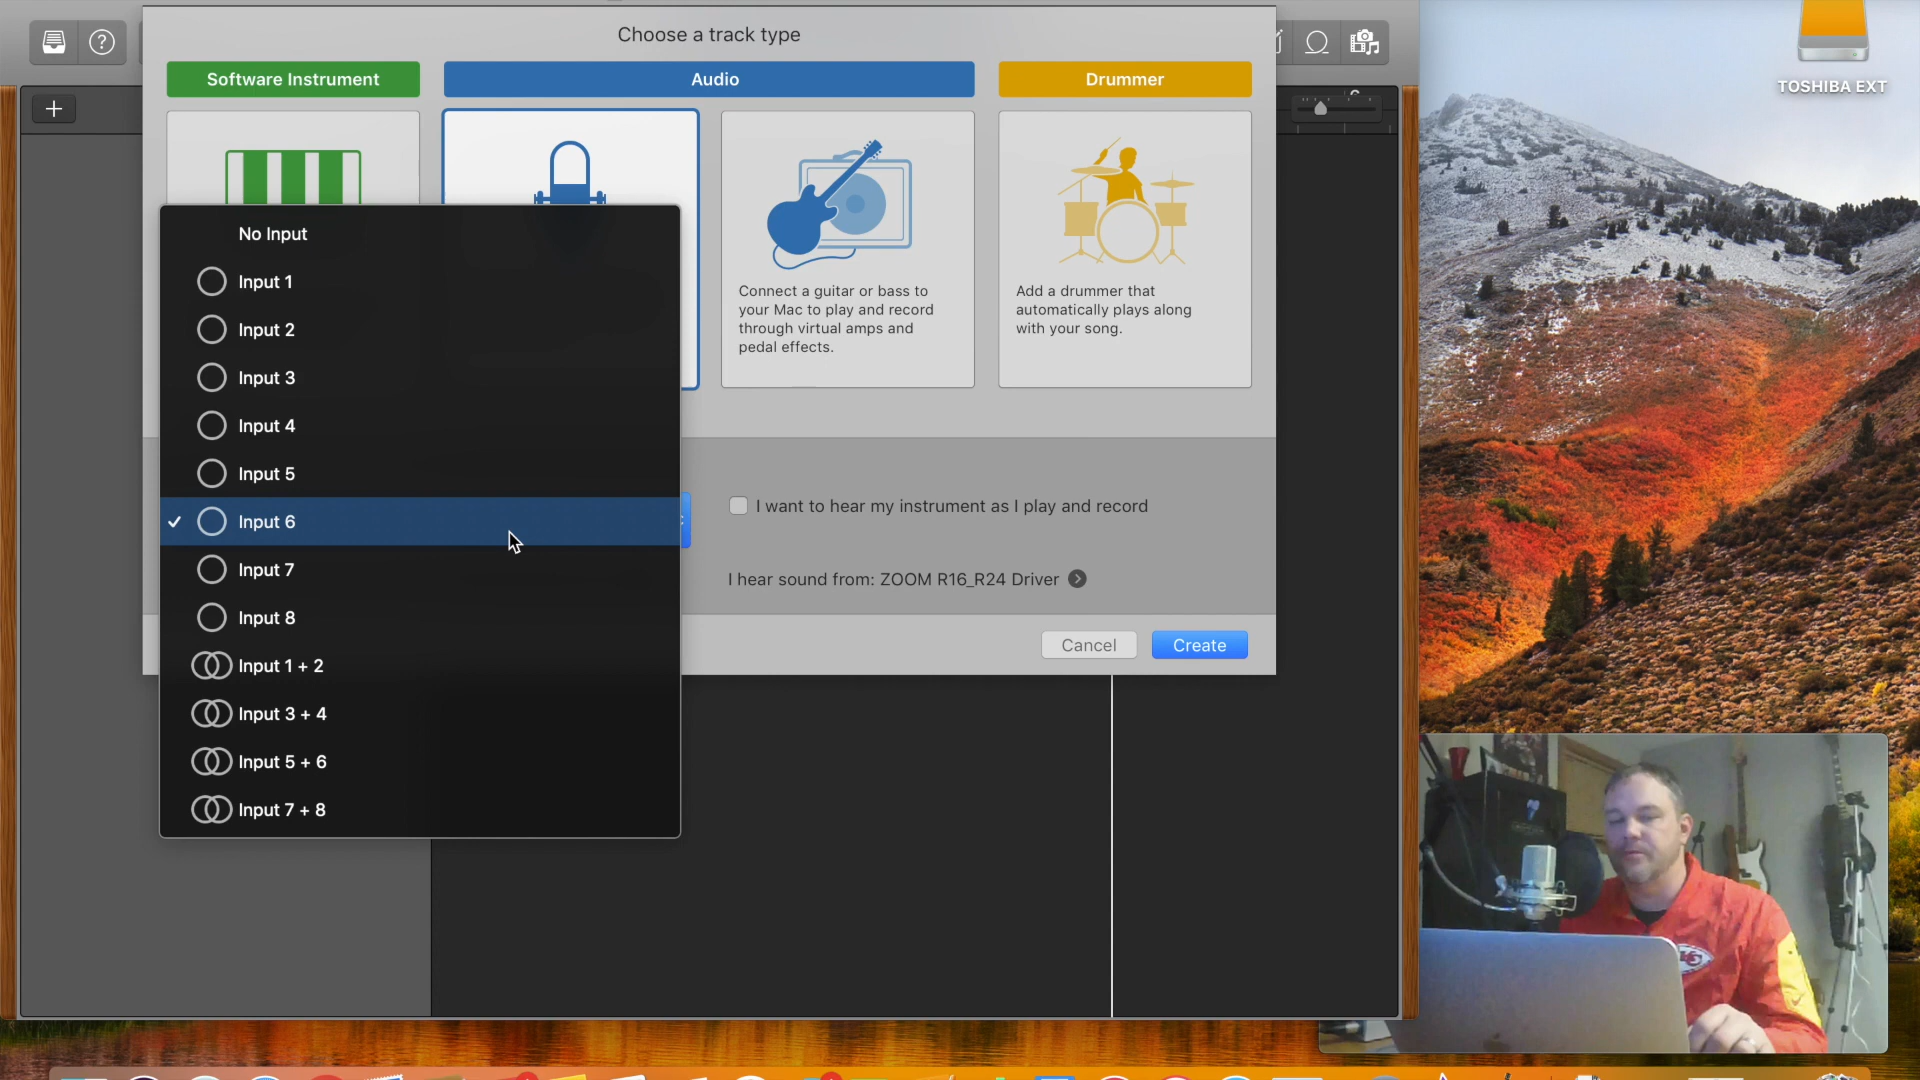 Choose a track type
Software Instrument
Audio
Drummer
TOSHIBA EXT
Connect a guitar or bass to
your Mac to play and record
through virtual amps and
pedal effects.
Add a drummer that
automatically plays along
with your song.
No Input
Input 1
Input 2
Input 3
Input 4
Input 5
Input 6
Input 7
Input 8
Input 1 + 2
Input 3 + 4
Input 5 + 6
Input 7 + 8
I want to hear my instrument as I play and record
I hear sound from: ZOOM R16_R24 Driver
Cancel
Create
KC